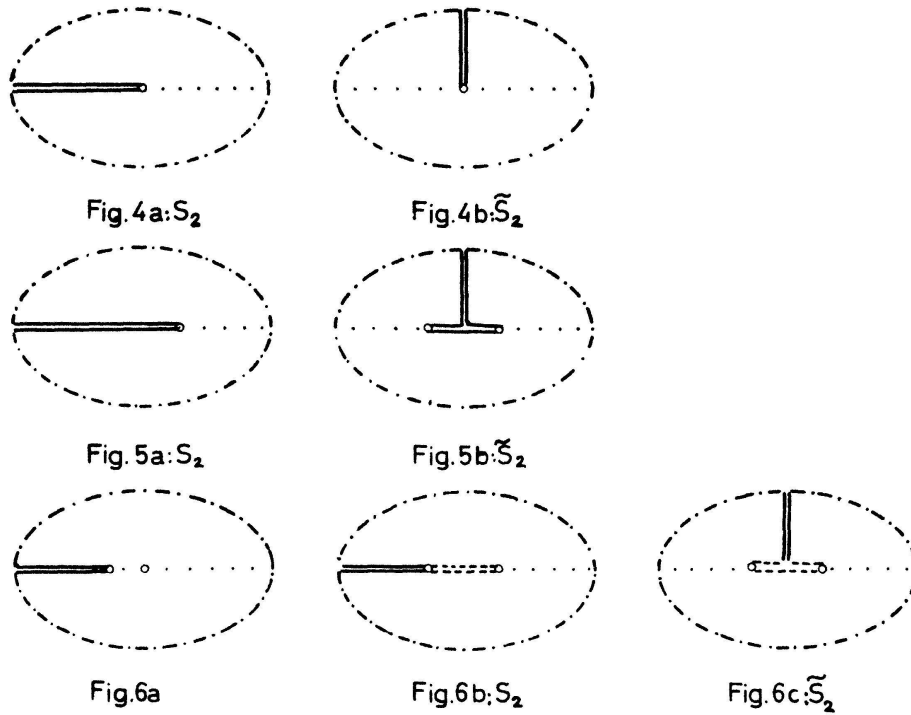 Fig.4a:S₂
Fig.4b:S̃₂
Fig.5a:S₂
Fig.5b:S̃₂
Fig.6a
Fig.6b:S₂
Fig.6c:S̃₂